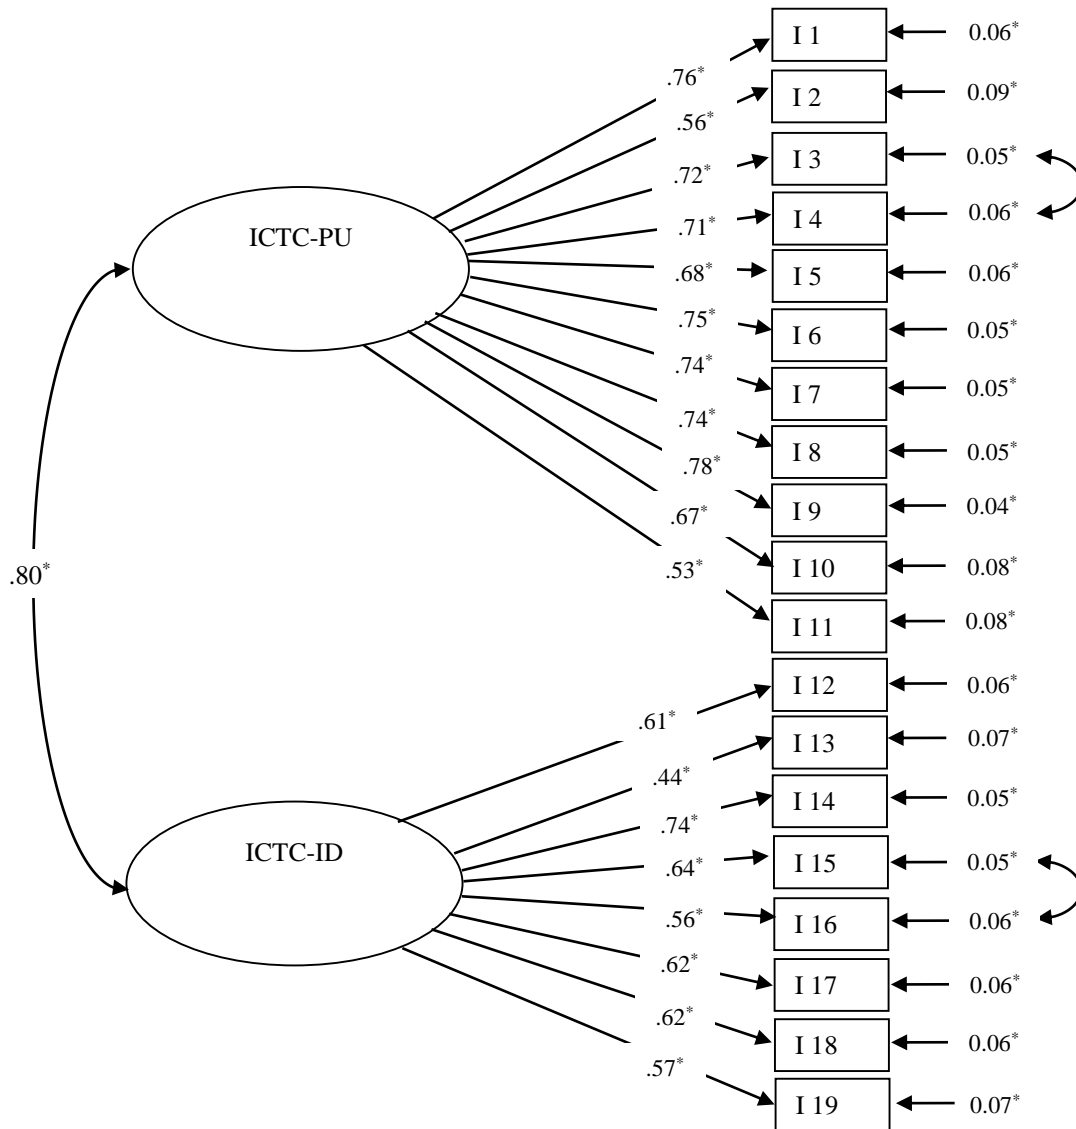 I 1 0.06*
.76*
I 2 0.09*
.56*
I 3 0.05*
.72*
I 4 0.06*
.71*
ICTC-PU
I 5 0.06*
.68*
I 6 0.05*
.75*
I 7 0.05*
.74*
I 8 0.05*
.74*
I 9 0.04*
.78*
I 10 0.08*
.67*
.53*
.80*
I 11 0.08*
I 12 0.06*
.61*
I 13 0.07*
.44*
I 14 0.05*
.74*
ICTC-ID
I 15 0.05*
.64*
I 16 0.06*
.56*
I 17 0.06*
.62*
I 18 0.06*
.62*
.57*
I 19 0.07*